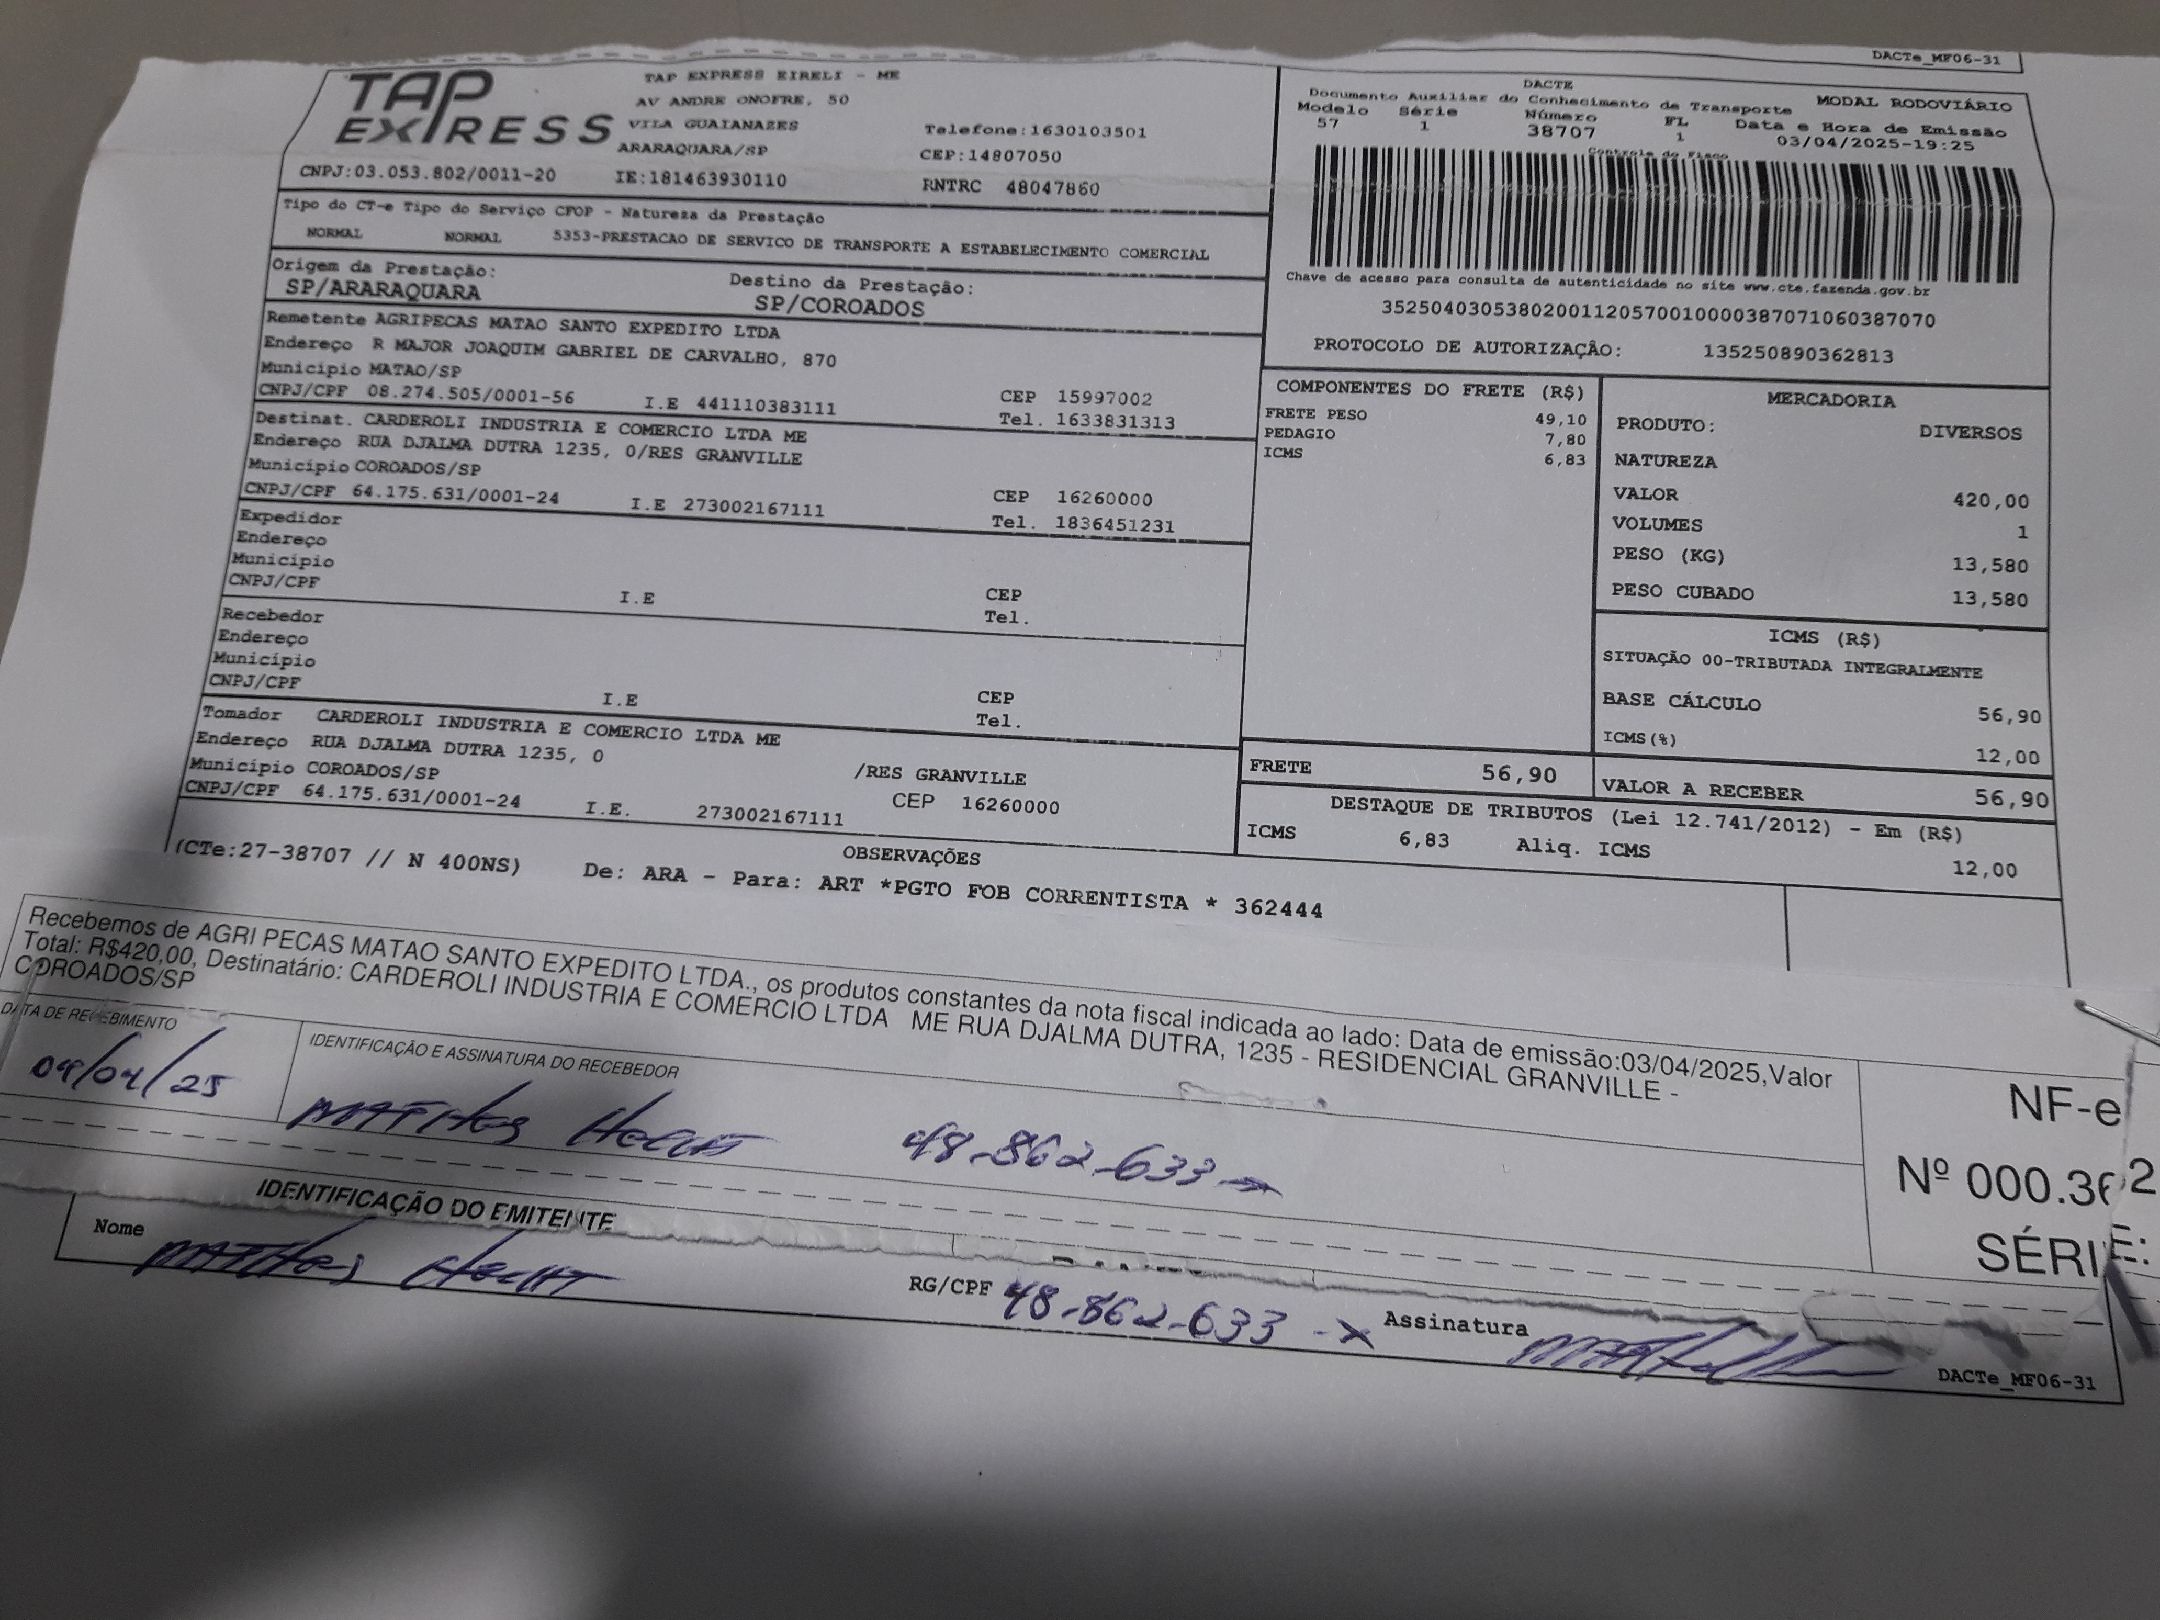 DACTe_MF06-31
TAP EXPRESS
TAP EXPRESS EIRELI - ME
AV ANDRE ONOFRE, 50
VILA GUAIANAZES
ARARAQUARA/SP
Telefone:1630103501
CEP:14807050
CNPJ:03.053.802/0011-20 IE:181463930110 RNTRC 48047860
DACTE
Documento Auxiliar do Conhecimento de Transporte MODAL RODOVIÁRIO
Modelo Série Número FL Data e Hora de Emissão
57 1 38707 1 03/04/2025-19:25
Controle do Fisco
Chave de acesso para consulta de autenticidade no site www.cte.fazenda.gov.br
35250403053802001120570010000387071060387070
PROTOCOLO DE AUTORIZAÇÃO: 135250890362813
Tipo do CT-e Tipo do Serviço CFOP - Natureza da Prestação
NORMAL NORMAL 5353-PRESTACAO DE SERVICO DE TRANSPORTE A ESTABELECIMENTO COMERCIAL
Origem da Prestação: Destino da Prestação:
SP/ARARAQUARA SP/COROADOS
Remetente AGRIPECAS MATAO SANTO EXPEDITO LTDA
Endereço R MAJOR JOAQUIM GABRIEL DE CARVALHO, 870
Município MATAO/SP CEP 15997002
CNPJ/CPF 08.274.505/0001-56 I.E 441110383111 Tel. 1633831313
Destinat. CARDEROLI INDUSTRIA E COMERCIO LTDA ME
Endereço RUA DJALMA DUTRA 1235, 0/RES GRANVILLE
Município COROADOS/SP CEP 16260000
CNPJ/CPF 64.175.631/0001-24 I.E 273002167111 Tel. 1836451231
Expedidor
Endereço
Município CEP
CNPJ/CPF I.E Tel.
Recebedor
Endereço
Município CEP
CNPJ/CPF I.E Tel.
Tomador CARDEROLI INDUSTRIA E COMERCIO LTDA ME
Endereço RUA DJALMA DUTRA 1235, 0 /RES GRANVILLE
Município COROADOS/SP CEP 16260000
CNPJ/CPF 64.175.631/0001-24 I.E. 273002167111
COMPONENTES DO FRETE (R$)
FRETE PESO 49,10
PEDAGIO 7,80
ICMS 6,83
MERCADORIA
PRODUTO: DIVERSOS
NATUREZA
VALOR 420,00
VOLUMES 1
PESO (KG) 13,580
PESO CUBADO 13,580
ICMS (R$)
SITUAÇÃO 00-TRIBUTADA INTEGRALMENTE
BASE CÁLCULO 56,90
ICMS(%) 12,00
FRETE 56,90 VALOR A RECEBER 56,90
DESTAQUE DE TRIBUTOS (Lei 12.741/2012) - Em (R$)
ICMS 6,83 Aliq. ICMS 12,00
OBSERVAÇÕES
(CTe:27-38707 // N 400NS) De: ARA - Para: ART *PGTO FOB CORRENTISTA * 362444
Recebemos de AGRI PECAS MATAO SANTO EXPEDITO LTDA., os produtos constantes da nota fiscal indicada ao lado: Data de emissão:03/04/2025,Valor
Total: R$420,00, Destinatário: CARDEROLI INDUSTRIA E COMERCIO LTDA ME RUA DJALMA DUTRA, 1235 - RESIDENCIAL GRANVILLE -
COROADOS/SP
DATA DE RECEBIMENTO IDENTIFICAÇÃO E ASSINATURA DO RECEBEDOR
09/04/25 MATHOS HECHT 48-862-633-X
NF-e
Nº 000.362
SÉRIE:
IDENTIFICAÇÃO DO EMITENTE
Nome MATHOS HECHT RG/CPF 48-862-633-X Assinatura
DACTe_MF06-31